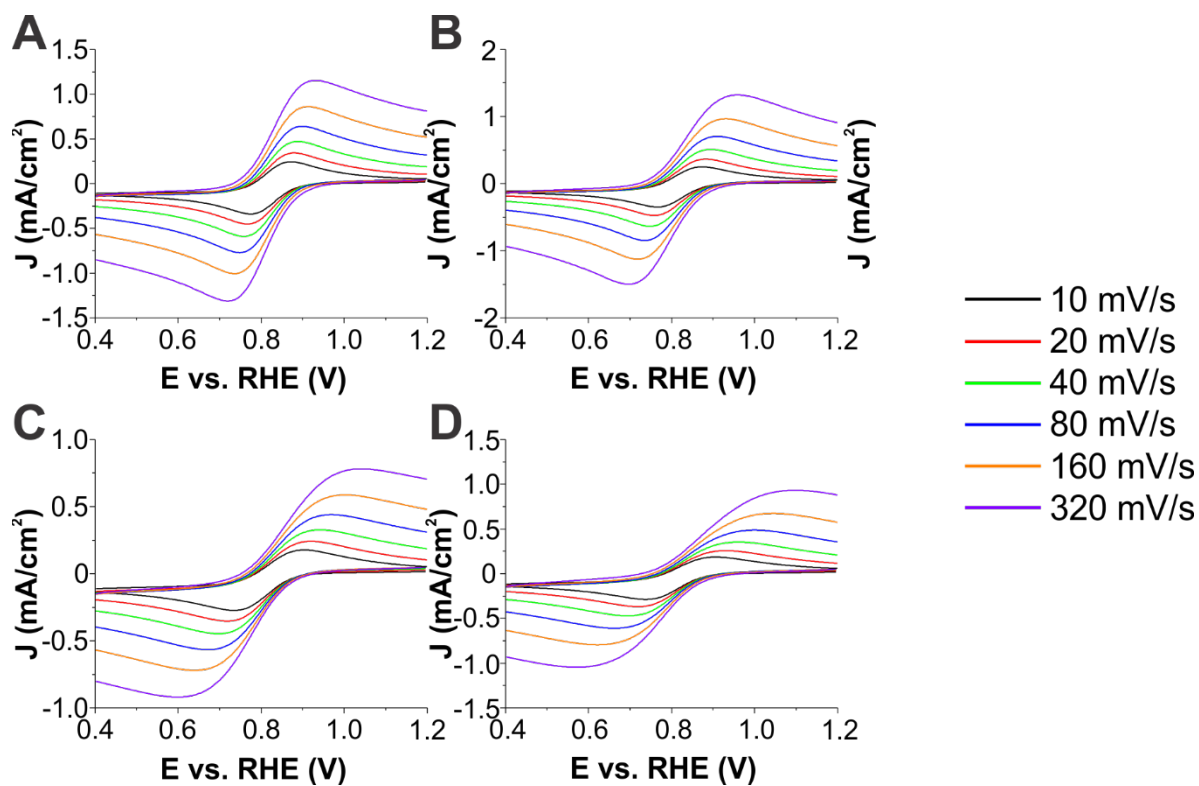 A
1.5
1.0
0.5
0
-0.5
-1.0
-1.5
J (mA/cm²)
0.4 0.6 0.8 1.0 1.2
E vs. RHE (V)
B
2
1
0
-1
-2
J (mA/cm²)
J (mA/cm²)
0.4 0.6 0.8 1.0 1.2
E vs. RHE (V)
C
1.0
0.5
0
-0.5
-1.0
J (mA/cm²)
0.4 0.6 0.8 1.0 1.2
E vs. RHE (V)
D
1.5
1.0
0.5
0
-0.5
-1.0
-1.5
J (mA/cm²)
0.4 0.6 0.8 1.0 1.2
E vs. RHE (V)
10 mV/s
20 mV/s
40 mV/s
80 mV/s
160 mV/s
320 mV/s